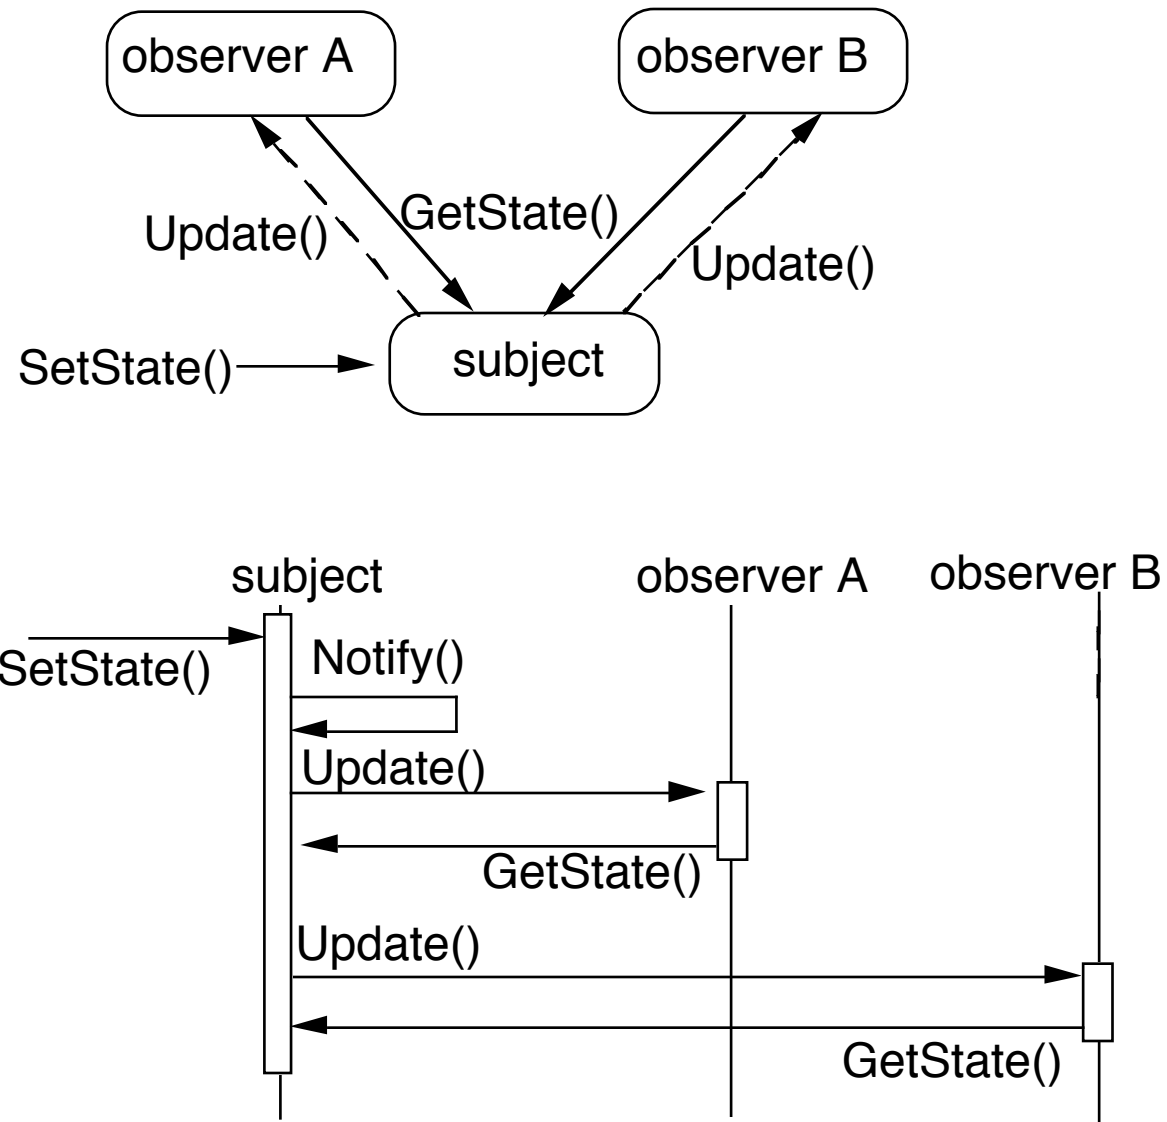 observer A
observer B
GetState()
Update()
Update()
SetState()
subject
subject
observer A
observer B
SetState()
Notify()
Update()
GetState()
Update()
GetState()